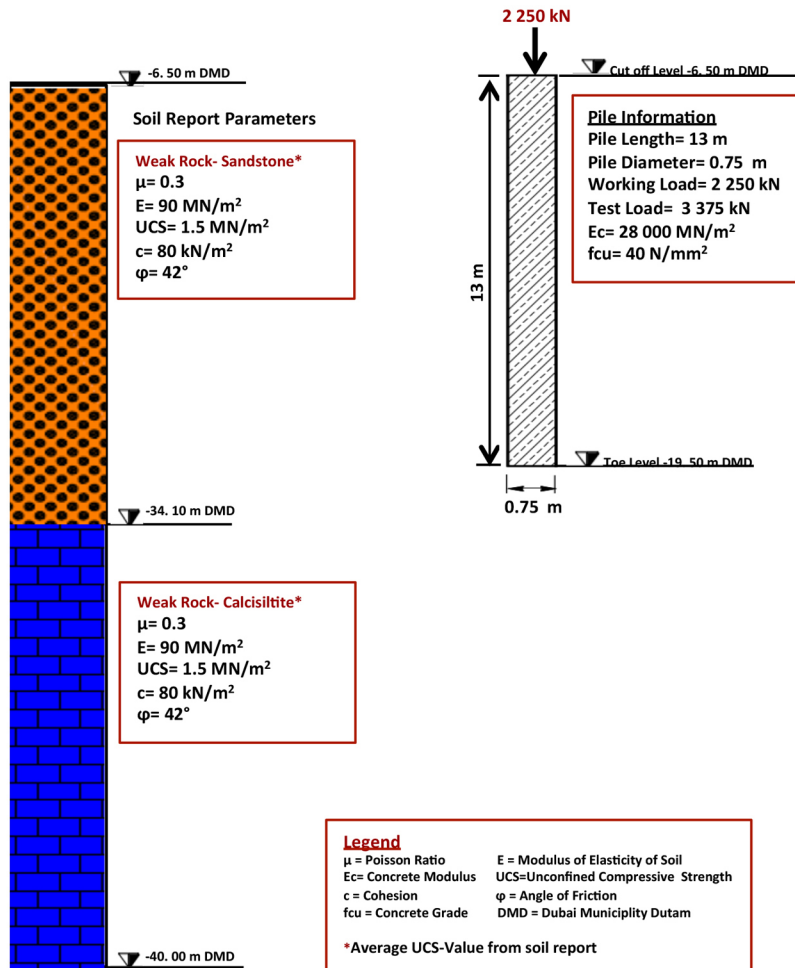 -6. 50 m DMD
Soil Report Parameters
Weak Rock- Sandstone*
μ= 0.3
E= 90 MN/m²
UCS= 1.5 MN/m²
c= 80 kN/m²
φ= 42°
-34. 10 m DMD
Weak Rock- Calcisiltite*
μ= 0.3
E= 90 MN/m²
UCS= 1.5 MN/m²
c= 80 kN/m²
φ= 42°
-40. 00 m DMD
2 250 kN
Cut off Level -6. 50 m DMD
13 m
Pile Information
Pile Length= 13 m
Pile Diameter= 0.75 m
Working Load= 2 250 kN
Test Load= 3 375 kN
Ec= 28 000 MN/m²
fcu= 40 N/mm²
Toe Level -19. 50 m DMD
0.75 m
Legend
μ = Poisson Ratio E = Modulus of Elasticity of Soil
Ec= Concrete Modulus UCS=Unconfined Compressive Strength
c = Cohesion φ = Angle of Friction
fcu = Concrete Grade DMD = Dubai Municiplity Dutam
*Average UCS-Value from soil report